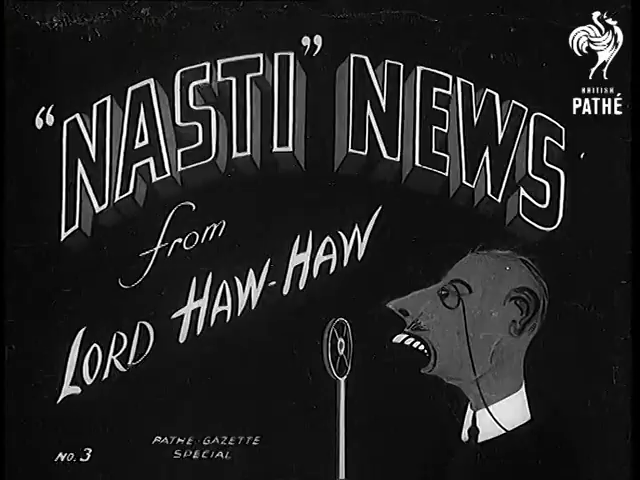 BRITISH
PATHÉ
"NASTI" NEWS
from
LORD HAW-HAW
NO. 3
PATHE-GAZETTE
SPECIAL